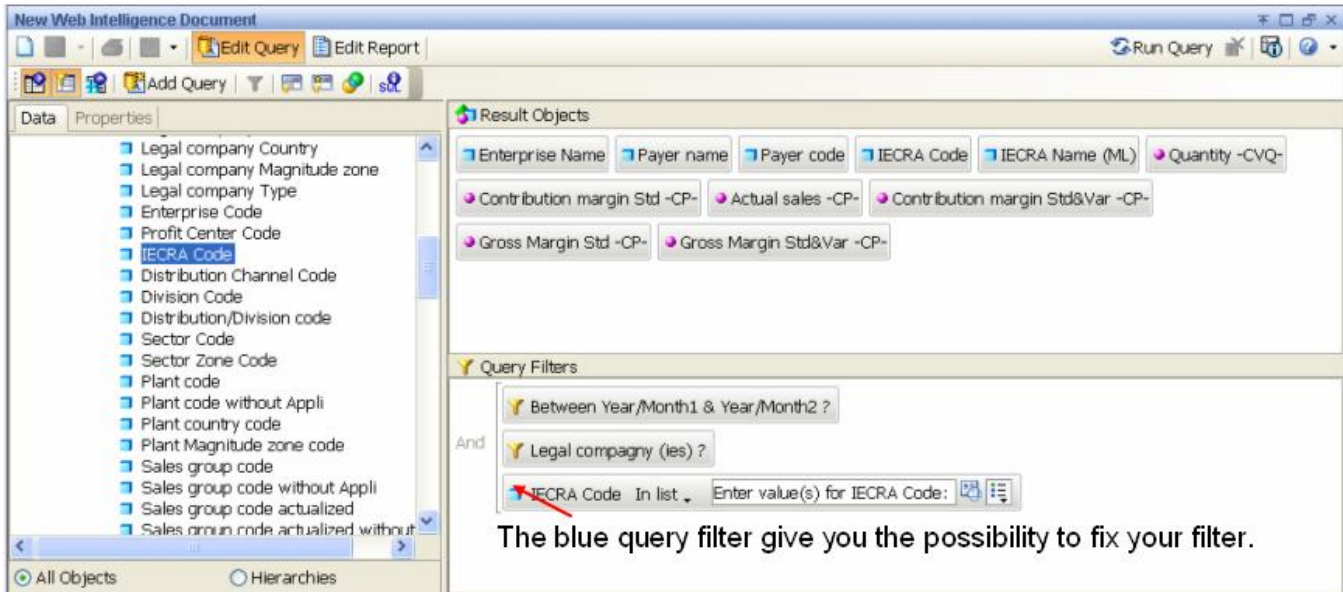 New Web Intelligence Document
Edit Query Edit Report Run Query
Add Query SQL
Data Properties
Legal company Country
Legal company Magnitude zone
Legal company Type
Enterprise Code
Profit Center Code
IECRA Code
Distribution Channel Code
Division Code
Distribution/Division code
Sector Code
Sector Zone Code
Plant code
Plant code without Appli
Plant country code
Plant Magnitude zone code
Sales group code
Sales group code without Appli
Sales group code actualized
Sales group code actualized without
All Objects Hierarchies
Result Objects
Enterprise Name Payer name Payer code IECRA Code IECRA Name (ML) Quantity -CVQ-
Contribution margin Std -CP- Actual sales -CP- Contribution margin Std&Var -CP-
Gross Margin Std -CP- Gross Margin Std&Var -CP-
Query Filters
Between Year/Month1 & Year/Month2 ?
And
Legal compagny (ies) ?
IECRA Code In list Enter value(s) for IECRA Code:
The blue query filter give you the possibility to fix your filter.